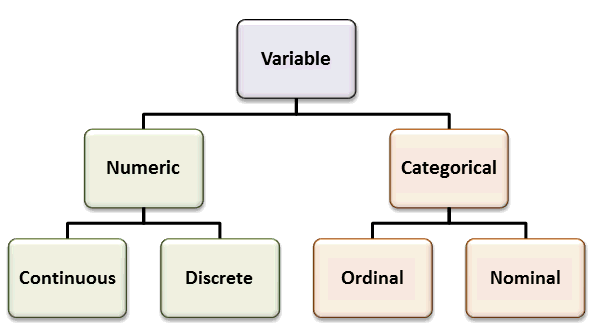 Variable
Numeric
Categorical
Continuous
Discrete
Ordinal
Nominal